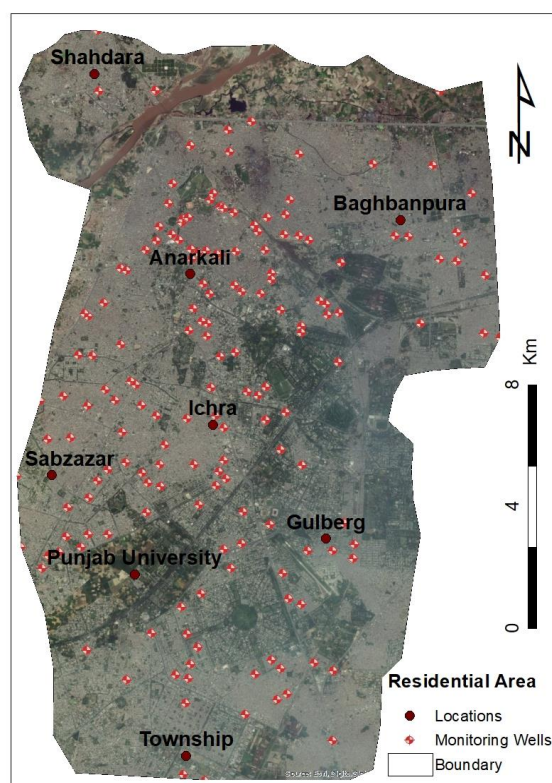 Shahdara
N
Baghbanpura
Anarkali
Km
8
Ichra
Sabzazar
4
Gulberg
Punjab University
0
Residential Area
Locations
Monitoring Wells
Township
Boundary